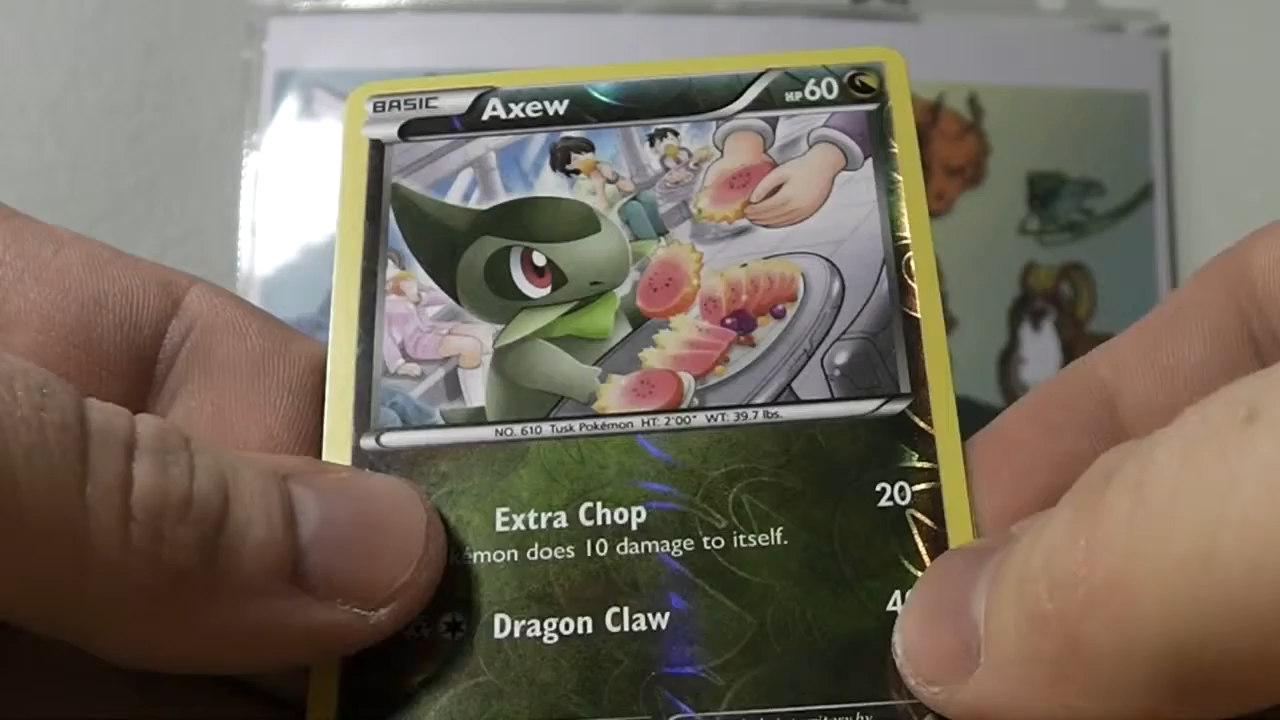 BASIC Axew HP60
NO. 610 Tusk Pokémon HT: 2'00" WT: 39.7 lbs.
Extra Chop 20
does 10 damage to itself.
Dragon Claw
by